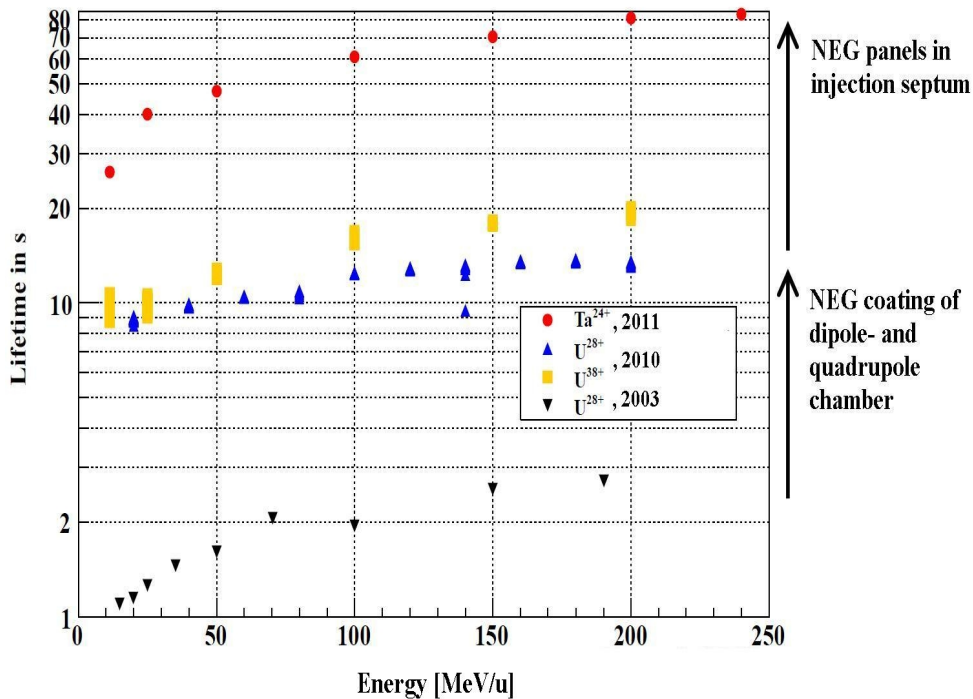 80
70
60
50
40
30
20
10
2
1
0
50
100
150
200
250
Lifetime in s
Energy [MeV/u]
Ta24+, 2011
U28+
, 2010
U38+
U28+, 2003
NEG panels in
injection septum
NEG coating of
dipole- and
quadrupole
chamber